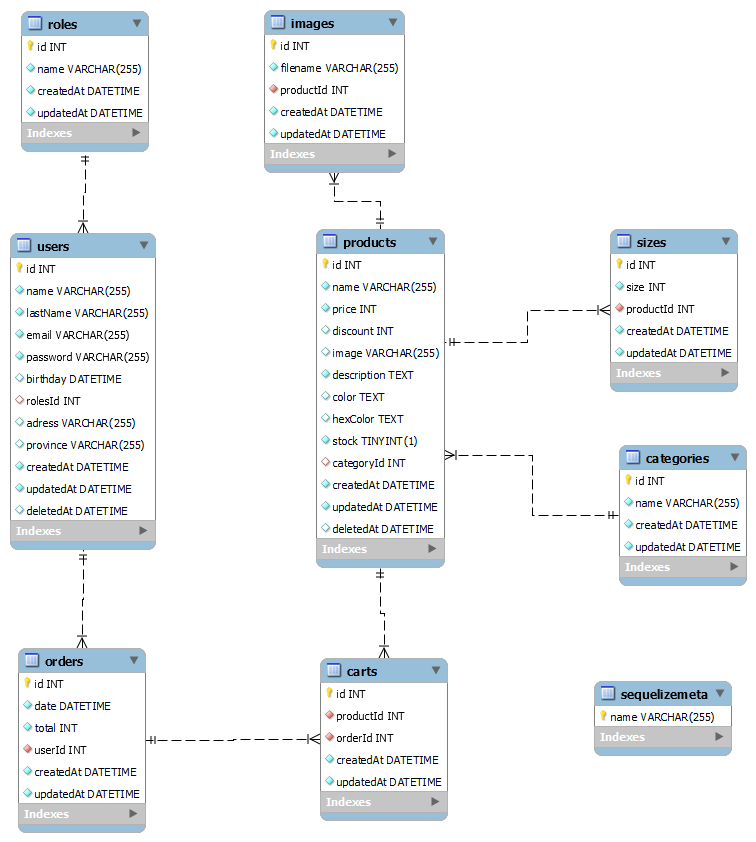 roles
id INT
name VARCHAR(255)
createdAt DATETIME
updatedAt DATETIME
Indexes
images
id INT
filename VARCHAR(255)
productId INT
createdAt DATETIME
updatedAt DATETIME
Indexes
users
id INT
name VARCHAR(255)
lastName VARCHAR(255)
email VARCHAR(255)
password VARCHAR(255)
birthday DATETIME
rolesId INT
adress VARCHAR(255)
province VARCHAR(255)
createdAt DATETIME
updatedAt DATETIME
deletedAt DATETIME
Indexes
products
id INT
name VARCHAR(255)
price INT
discount INT
image VARCHAR(255)
description TEXT
color TEXT
hexColor TEXT
stock TINYINT(1)
categoryId INT
createdAt DATETIME
updatedAt DATETIME
deletedAt DATETIME
Indexes
sizes
id INT
size INT
productId INT
createdAt DATETIME
updatedAt DATETIME
Indexes
categories
id INT
name VARCHAR(255)
createdAt DATETIME
updatedAt DATETIME
Indexes
orders
id INT
date DATETIME
total INT
userId INT
createdAt DATETIME
updatedAt DATETIME
Indexes
carts
id INT
productId INT
orderId INT
createdAt DATETIME
updatedAt DATETIME
Indexes
sequelizemeta
name VARCHAR(255)
Indexes